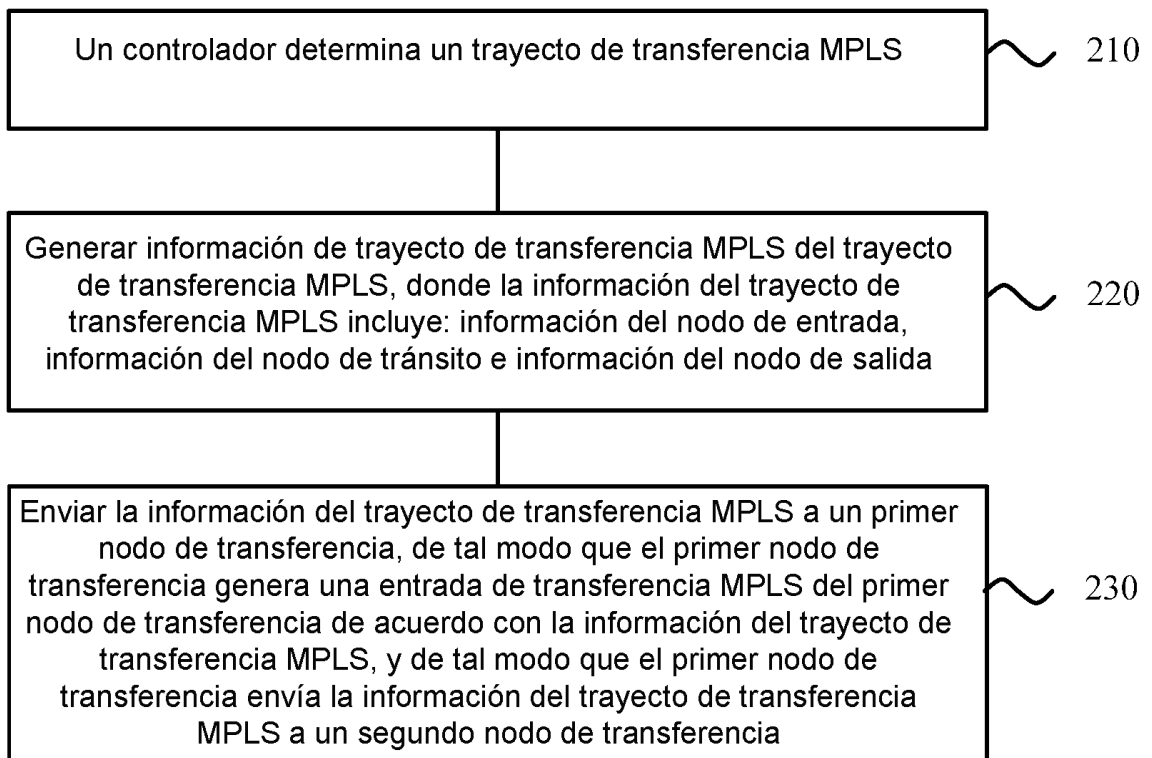 Un controlador determina un trayecto de transferencia MPLS
210
Generar información de trayecto de transferencia MPLS del trayecto
de transferencia MPLS, donde la información del trayecto de
transferencia MPLS incluye: información del nodo de entrada,
información del nodo de tránsito e información del nodo de salida
220
Enviar la información del trayecto de transferencia MPLS a un primer
nodo de transferencia, de tal modo que el primer nodo de
transferencia genera una entrada de transferencia MPLS del primer
nodo de transferencia de acuerdo con la información del trayecto de
transferencia MPLS, y de tal modo que el primer nodo de
transferencia envía la información del trayecto de transferencia
MPLS a un segundo nodo de transferencia
230